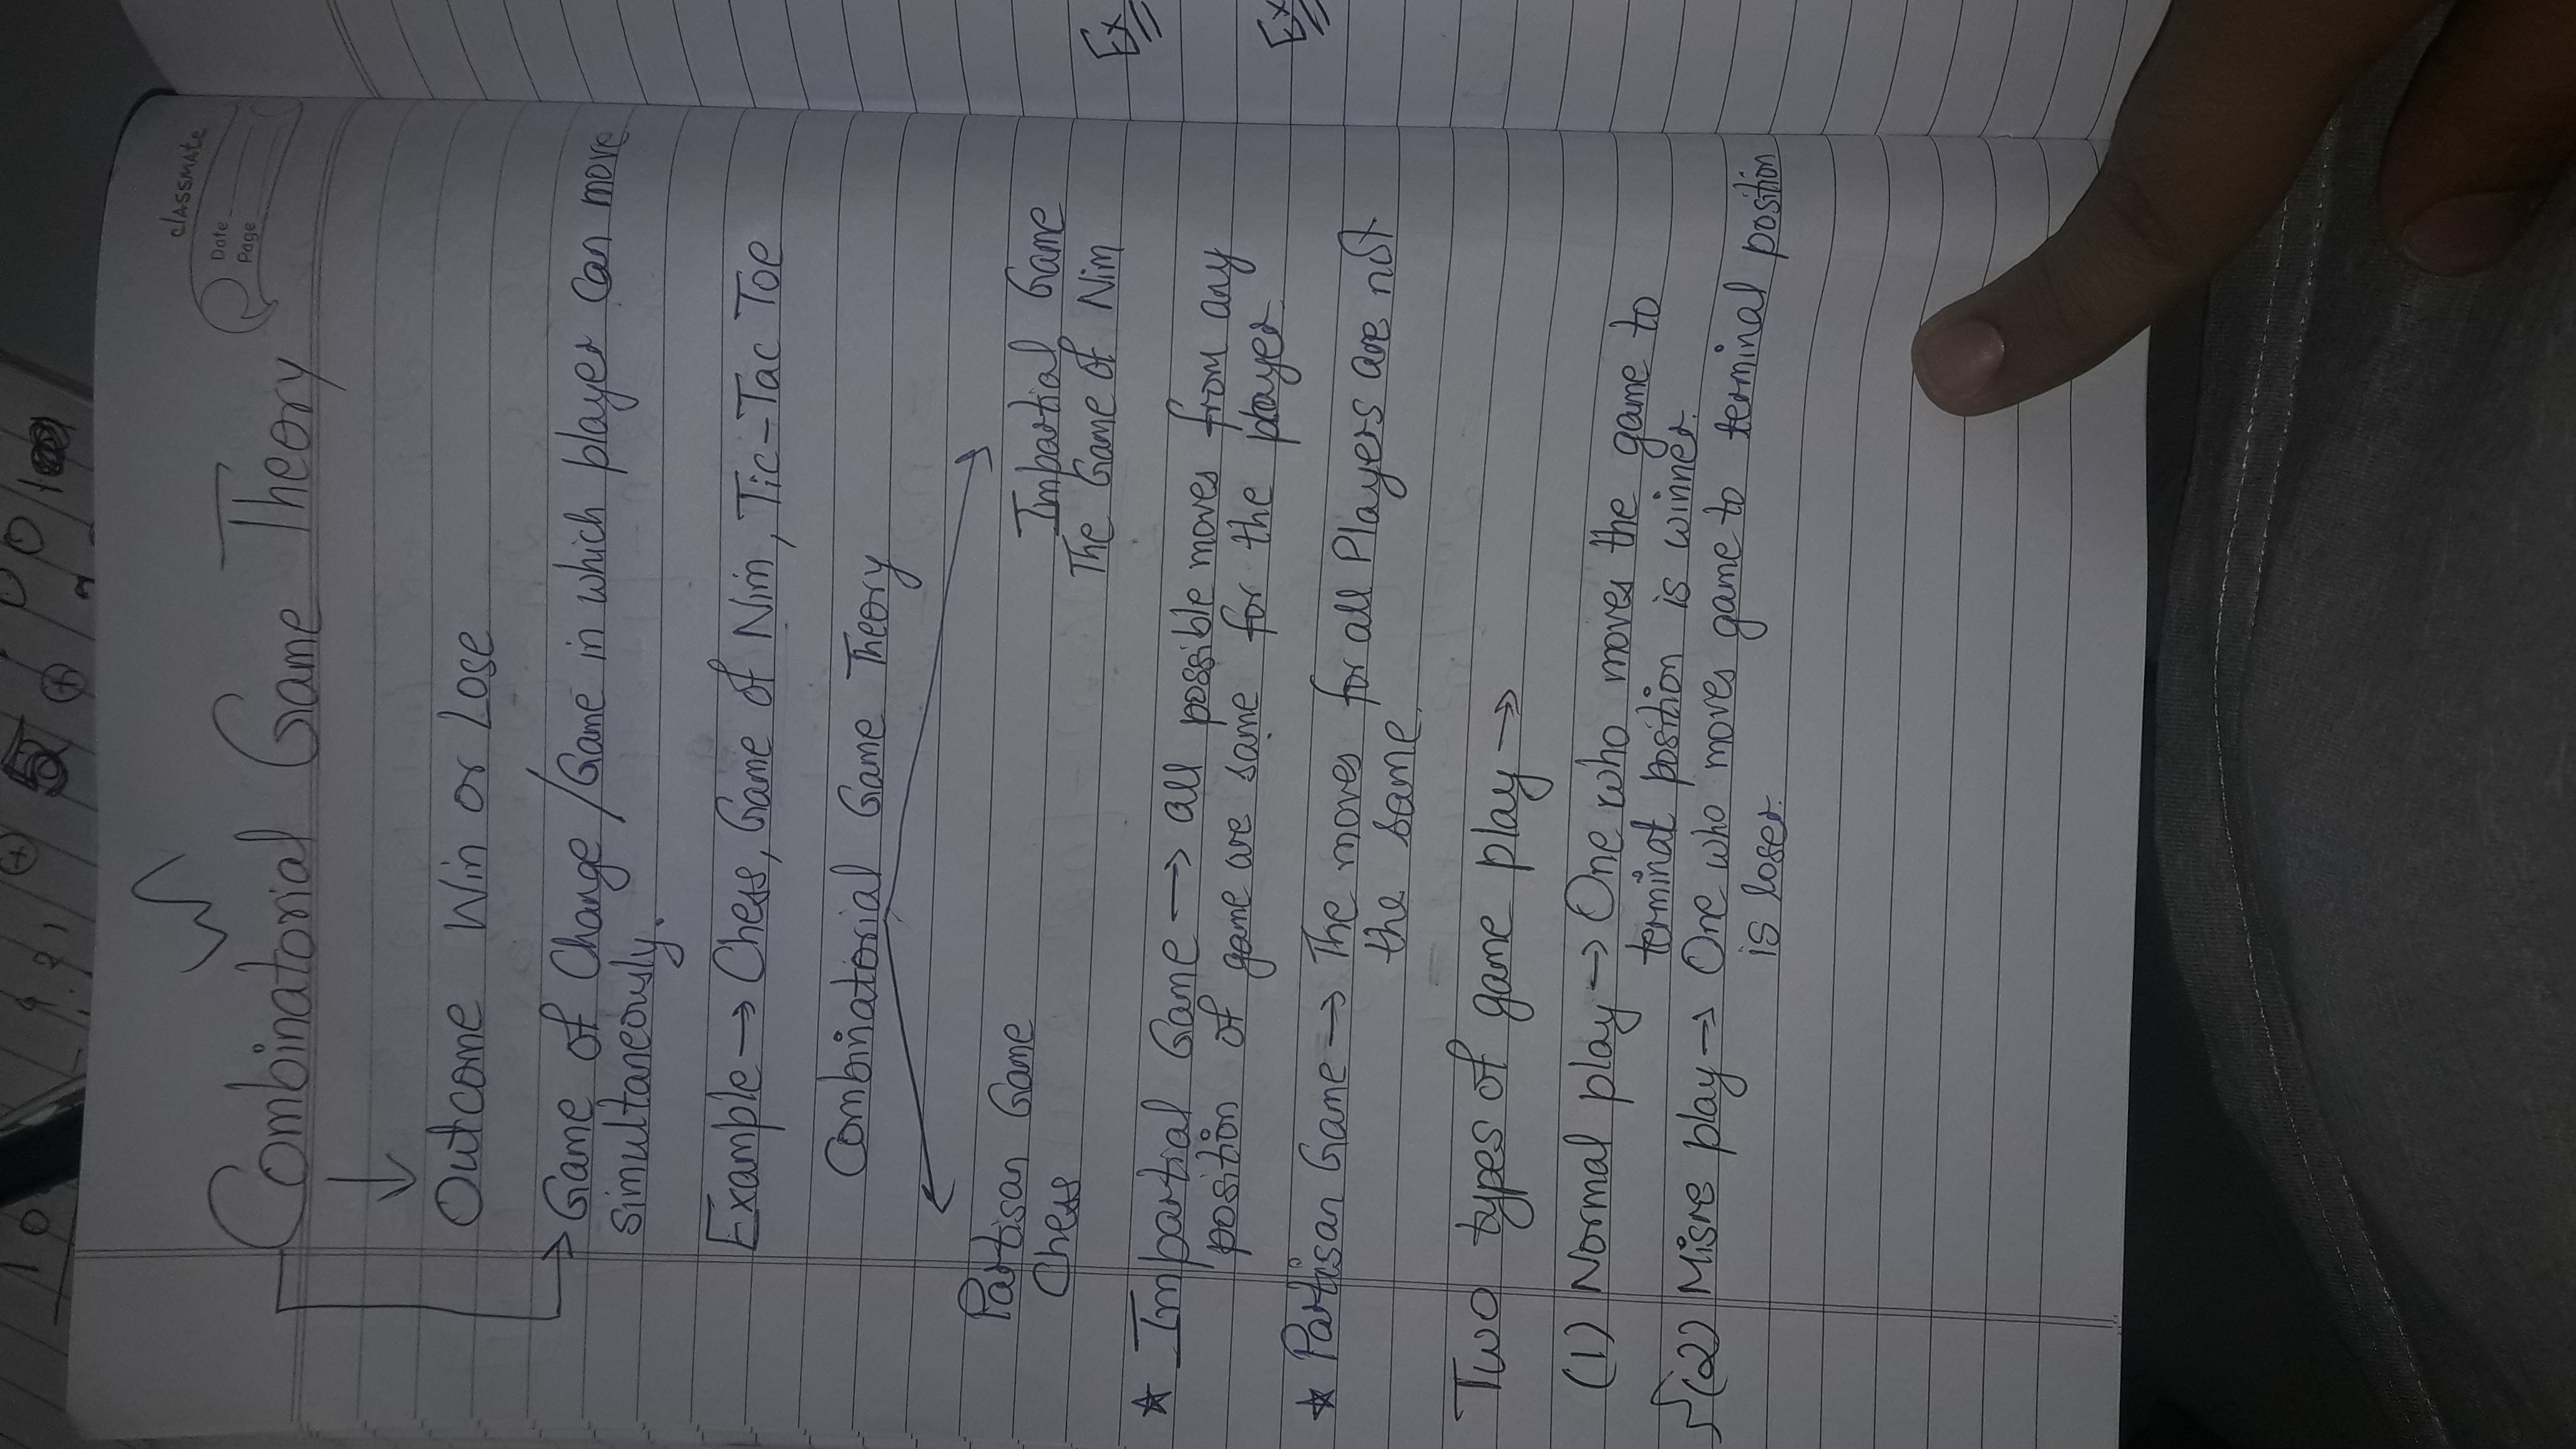 classmate
Date
Page
Combinatorial Game Theory
↓
Outcome Win or Lose
→ Game of Change / Game in which player can move
simultaneously.
Example → Chess, Game of Nim, Tic-Tac Toe
Combinatorial Game Theory
Partisan Game
Chess
Impartial Game
The Game of Nim
☆ Impartial Game → all possible moves from any
position of game are same for the player
☆ Partisan Game → The moves for all Players are not
the same.
Two types of game play →
(1) Normal play → One who moves the game to
terminat position is winner.
(2) Misre play → One who moves game to terminal position
is loser.
Ex
Ex